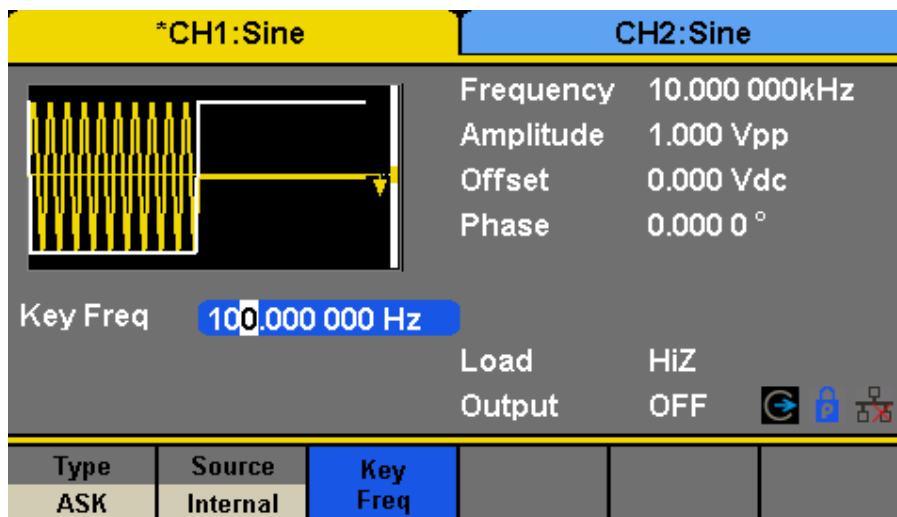 *CH1:Sine CH2:Sine
Frequency 10.000 000kHz
Amplitude 1.000 Vpp
Offset 0.000 Vdc
Phase 0.000 0 °
Key Freq 100.000 000 Hz
Load HiZ
Output OFF P
Type Source Key
ASK Internal Freq